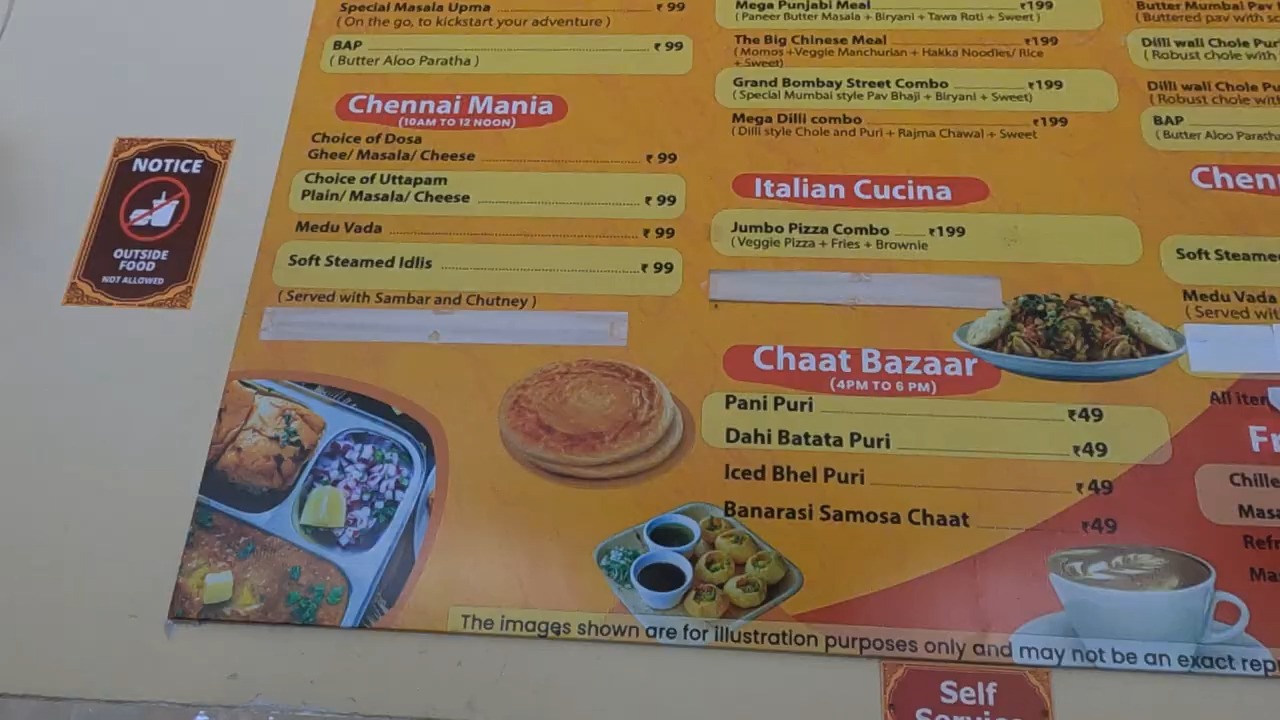 Special Masala Upma ₹ 99
( On the go, to kickstart your adventure )
BAP ₹ 99
( Butter Aloo Paratha )
Chennai Mania
(10AM TO 12 NOON)
Choice of Dosa
Ghee/ Masala/ Cheese ₹ 99
Choice of Uttapam
Plain/ Masala/ Cheese ₹ 99
Medu Vada ₹ 99
Soft Steamed Idlis ₹ 99
( Served with Sambar and Chutney )
Mega Punjabi Meal ₹199
( Paneer Butter Masala + Biryani + Tawa Roti + Sweet )
The Big Chinese Meal ₹199
( Momos +Veggie Manchurian + Hakka Noodles/ Rice
+ Sweet)
Grand Bombay Street Combo ₹199
( Special Mumbai style Pav Bhaji + Biryani + Sweet)
Mega Dilli combo ₹199
( Dilli style Chole and Puri + Rajma Chawal + Sweet
Italian Cucina
Jumbo Pizza Combo ₹199
(Veggie Pizza + Fries + Brownie
Chaat Bazaar
(4PM TO 6 PM)
Pani Puri ₹49
Dahi Batata Puri ₹49
Iced Bhel Puri ₹49
Banarasi Samosa Chaat ₹49
Butter Mumbai Pav
(Buttered pav with
Dilli wali Chole Pur
( Robust chole with
Dilli wali Chole Pu
( Robust chole with
BAP
( Butter Aloo Parath
Chen
Soft Steame
Medu Vada
( Served wit
All iter
Fr
Chille
Masa
Refr
Ma
The images shown are for illustration purposes only and may not be an exact rep
NOTICE
OUTSIDE
FOOD
NOT ALLOWED
Self
Service